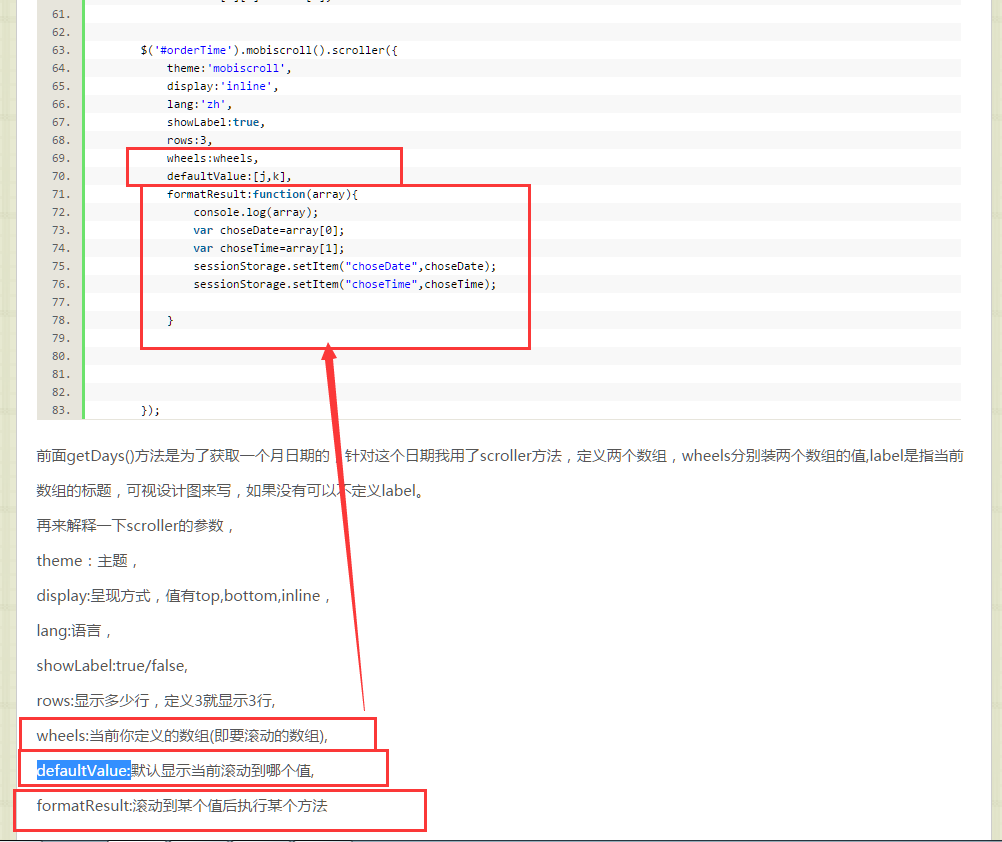 61.
62.
63. $('#orderTime').mobiscroll().scroller({
64. theme:'mobiscroll',
65. display:'inline',
66. lang:'zh',
67. showLabel:true,
68. rows:3,
69. wheels:wheels,
70. defaultValue:[j,k],
71. formatResult:function(array){
72. console.log(array);
73. var choseDate=array[0];
74. var choseTime=array[1];
75. sessionStorage.setItem("choseDate",choseDate);
76. sessionStorage.setItem("choseTime",choseTime);
77.
78. }
79.
80.
81.
82.
83. });
前面getDays()方法是为了获取一个月日期的，针对这个日期我用了scroller方法，定义两个数组，wheels分别装两个数组的值,label是指当前
数组的标题，可视设计图来写，如果没有可以不定义label。
再来解释一下scroller的参数，
theme：主题，
display:呈现方式，值有top,bottom,inline，
lang:语言，
showLabel:true/false,
rows:显示多少行，定义3就显示3行,
wheels:当前你定义的数组(即要滚动的数组),
defaultValue:默认显示当前滚动到哪个值,
formatResult:滚动到某个值后执行某个方法